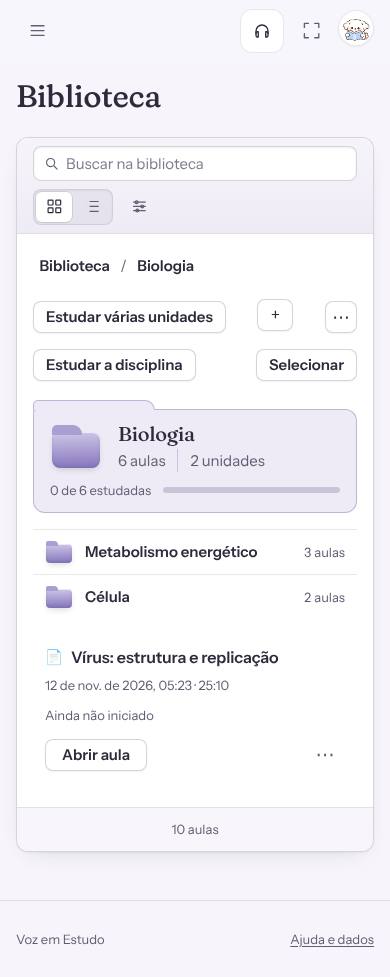 Biblioteca
Buscar na biblioteca
Biblioteca / Biologia
Estudar várias unidades + ...
Estudar a disciplina Selecionar
Biologia
6 aulas 2 unidades
0 de 6 estudadas
Metabolismo energético 3 aulas
Célula 2 aulas
Vírus: estrutura e replicação
12 de nov. de 2026, 05:23 · 25:10
Ainda não iniciado
Abrir aula ...
10 aulas
Voz em Estudo Ajuda e dados